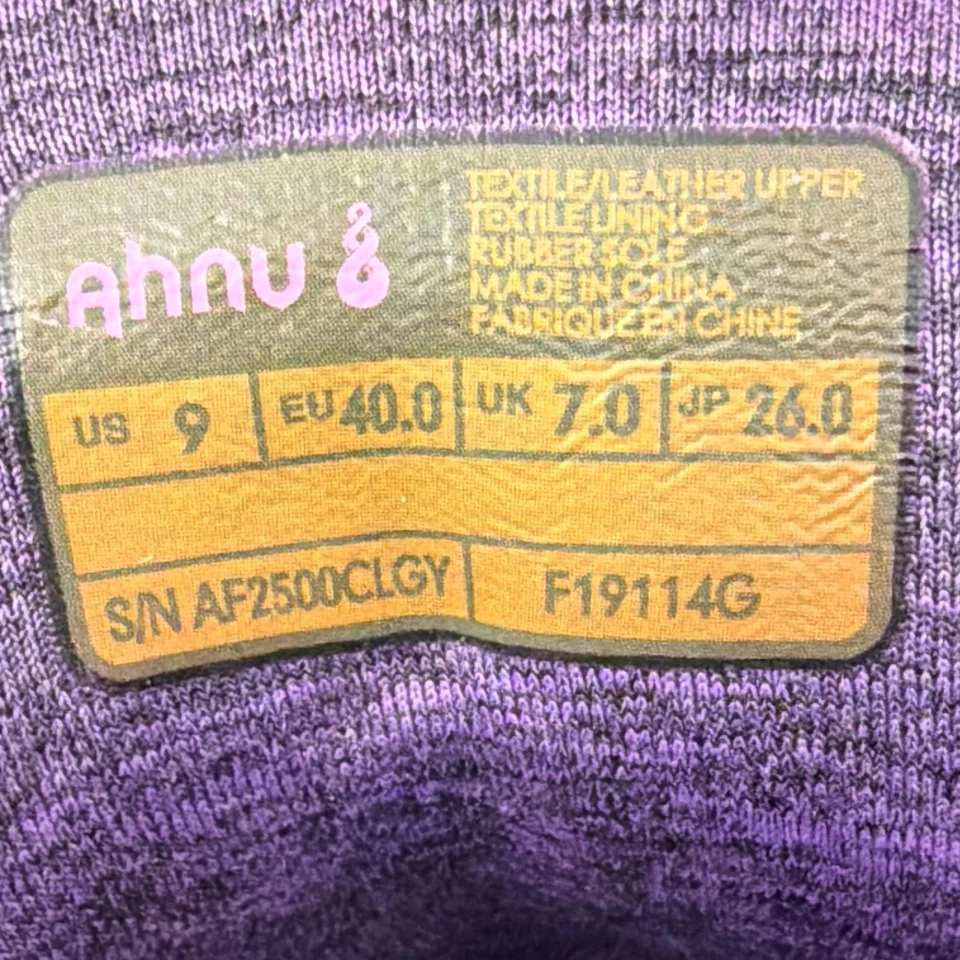 Ahnu
TEXTILE/LEATHER UPPER
TEXTILE LINING
RUBBER SOLE
MADE IN CHINA
FABRIQUE EN CHINE
US 9 EU 40.0 UK 7.0 JP 26.0
S/N AF2500CLGY F19114G